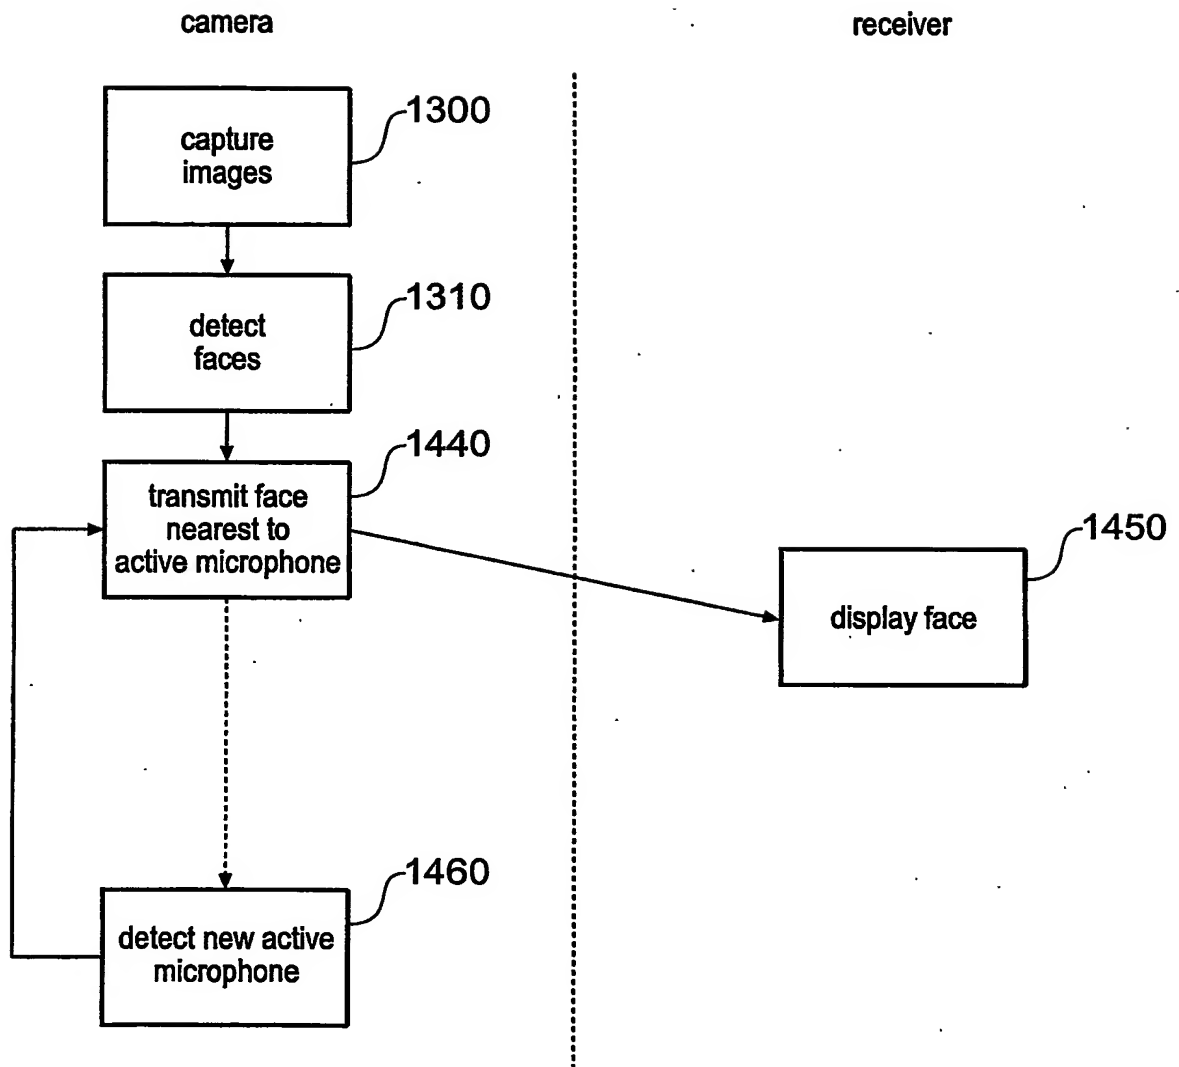 camera
receiver
capture
images
1300
detect
faces
1310
transmit face
nearest to
active microphone
1440
display face
1450
detect new active
microphone
1460